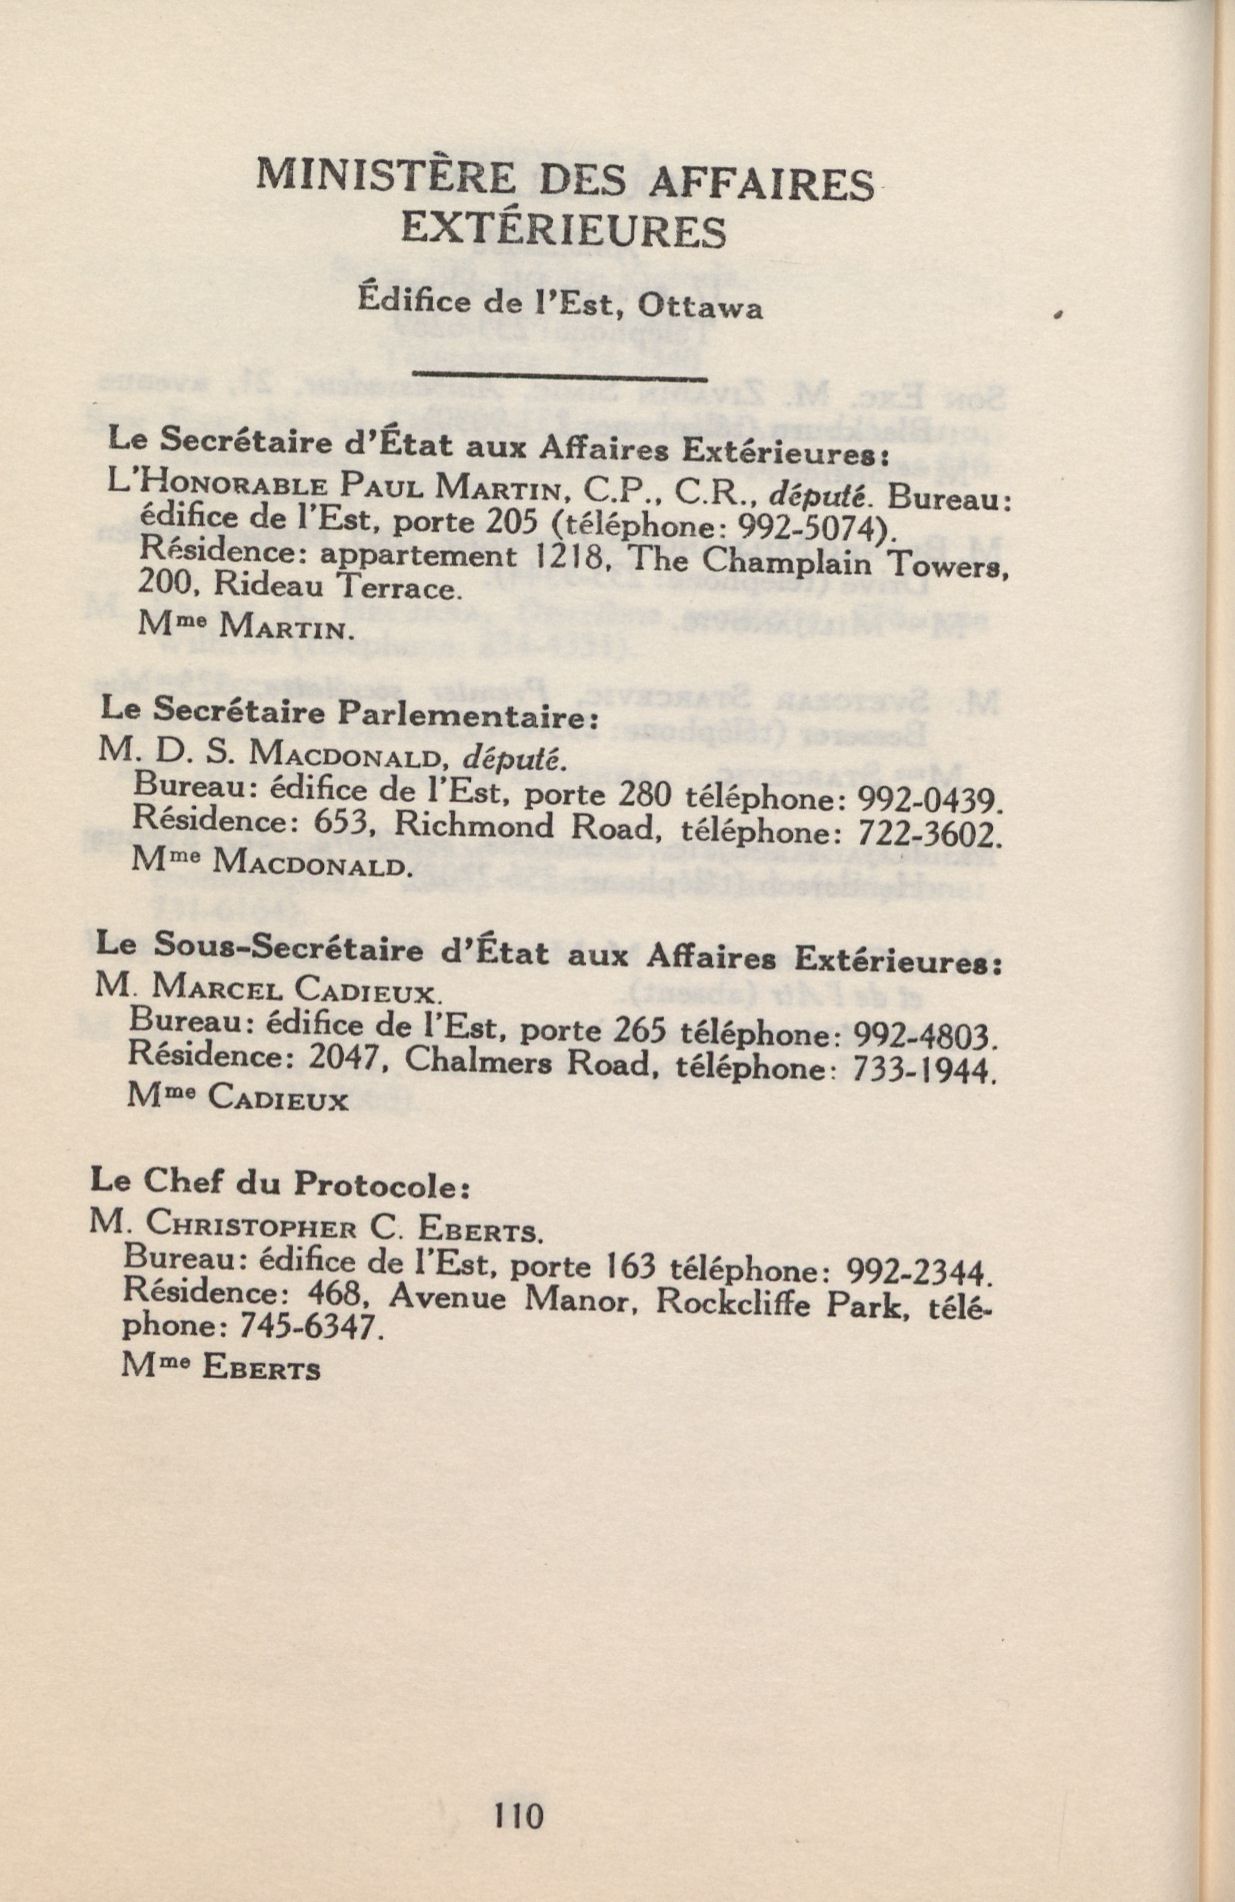 MINISTÈRE DES AFFAIRES
EXTÉRIEURES
Édifice de l'Est, Ottawa
Le Secrétaire d'État aux Affaires Extérieures:
L'Honorable Paul Martin, C.P., C.R., député. Bureau:
édifice de l'Est, porte 205 (téléphone: 992-5074).
Résidence: appartement 1218, The Champlain Towers,
200, Rideau Terrace.
Mme Martin.
Le Secrétaire Parlementaire:
M. D. S. Macdonald, député.
Bureau: édifice de l'Est, porte 280 téléphone: 992-0439.
Résidence: 653, Richmond Road, téléphone: 722-3602.
Mme Macdonald.
Le Sous-Secrétaire d'État aux Affaires Extérieures:
M. Marcel Cadieux.
Bureau: édifice de l'Est, porte 265 téléphone: 992-4803.
Résidence: 2047, Chalmers Road, téléphone: 733-1944.
Mme Cadieux
Le Chef du Protocole:
M. Christopher C. Eberts.
Bureau: édifice de l'Est, porte 163 téléphone: 992-2344.
Résidence: 468, Avenue Manor, Rockcliffe Park, télé-
phone: 745-6347.
Mme Eberts
110